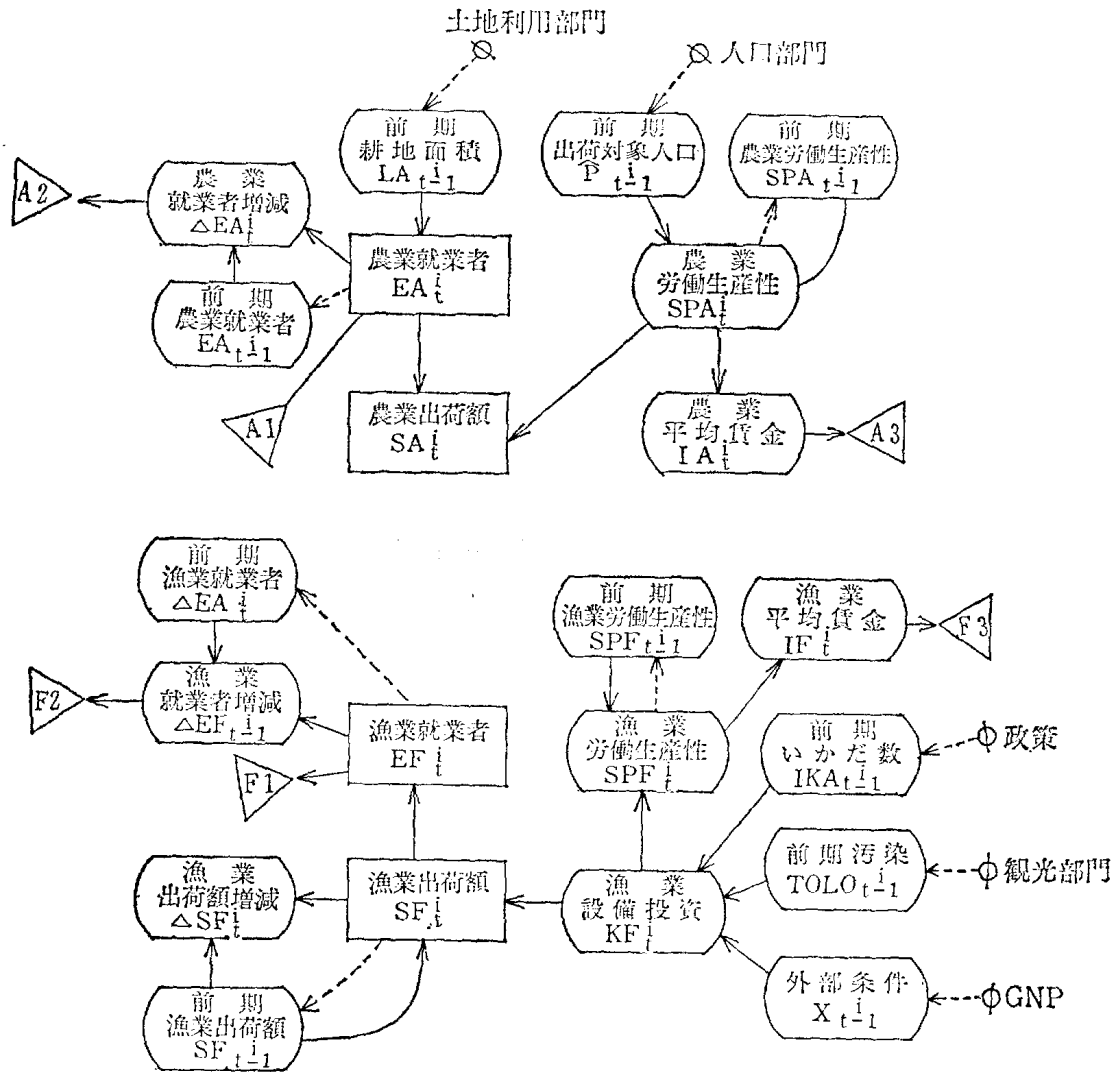 土地利用部門
人口部門
前期
耕地面積
LA i t-1
前期
出荷対象人口
P̂ i t-1
前期
農業労働生産性
SPA i t-1
A2
農業
就業者増減
△EA i t
農業就業者
EA i t
農業
労働生産性
SPA i t
前期
農業就業者
EA i t-1
A1
農業出荷額
SA i t
農業
平均賃金
IA i t
A3
前期
漁業就業者
△EA i t
前期
漁業労働生産性
SPF i t-1
漁業
平均賃金
IF i t
F3
F2
漁業
就業者増減
△EF i t-1
漁業就業者
EF i t
F1
漁業
労働生産性
SPF i t
前期
いかだ数
IKA i t-1
政策
漁業
出荷額増減
△SF i t
漁業出荷額
SF i t
漁業
設備投資
KF i t
前期汚染
TOLO i t-1
観光部門
前期
漁業出荷額
SF i t-1
外部条件
X i t-1
GNP